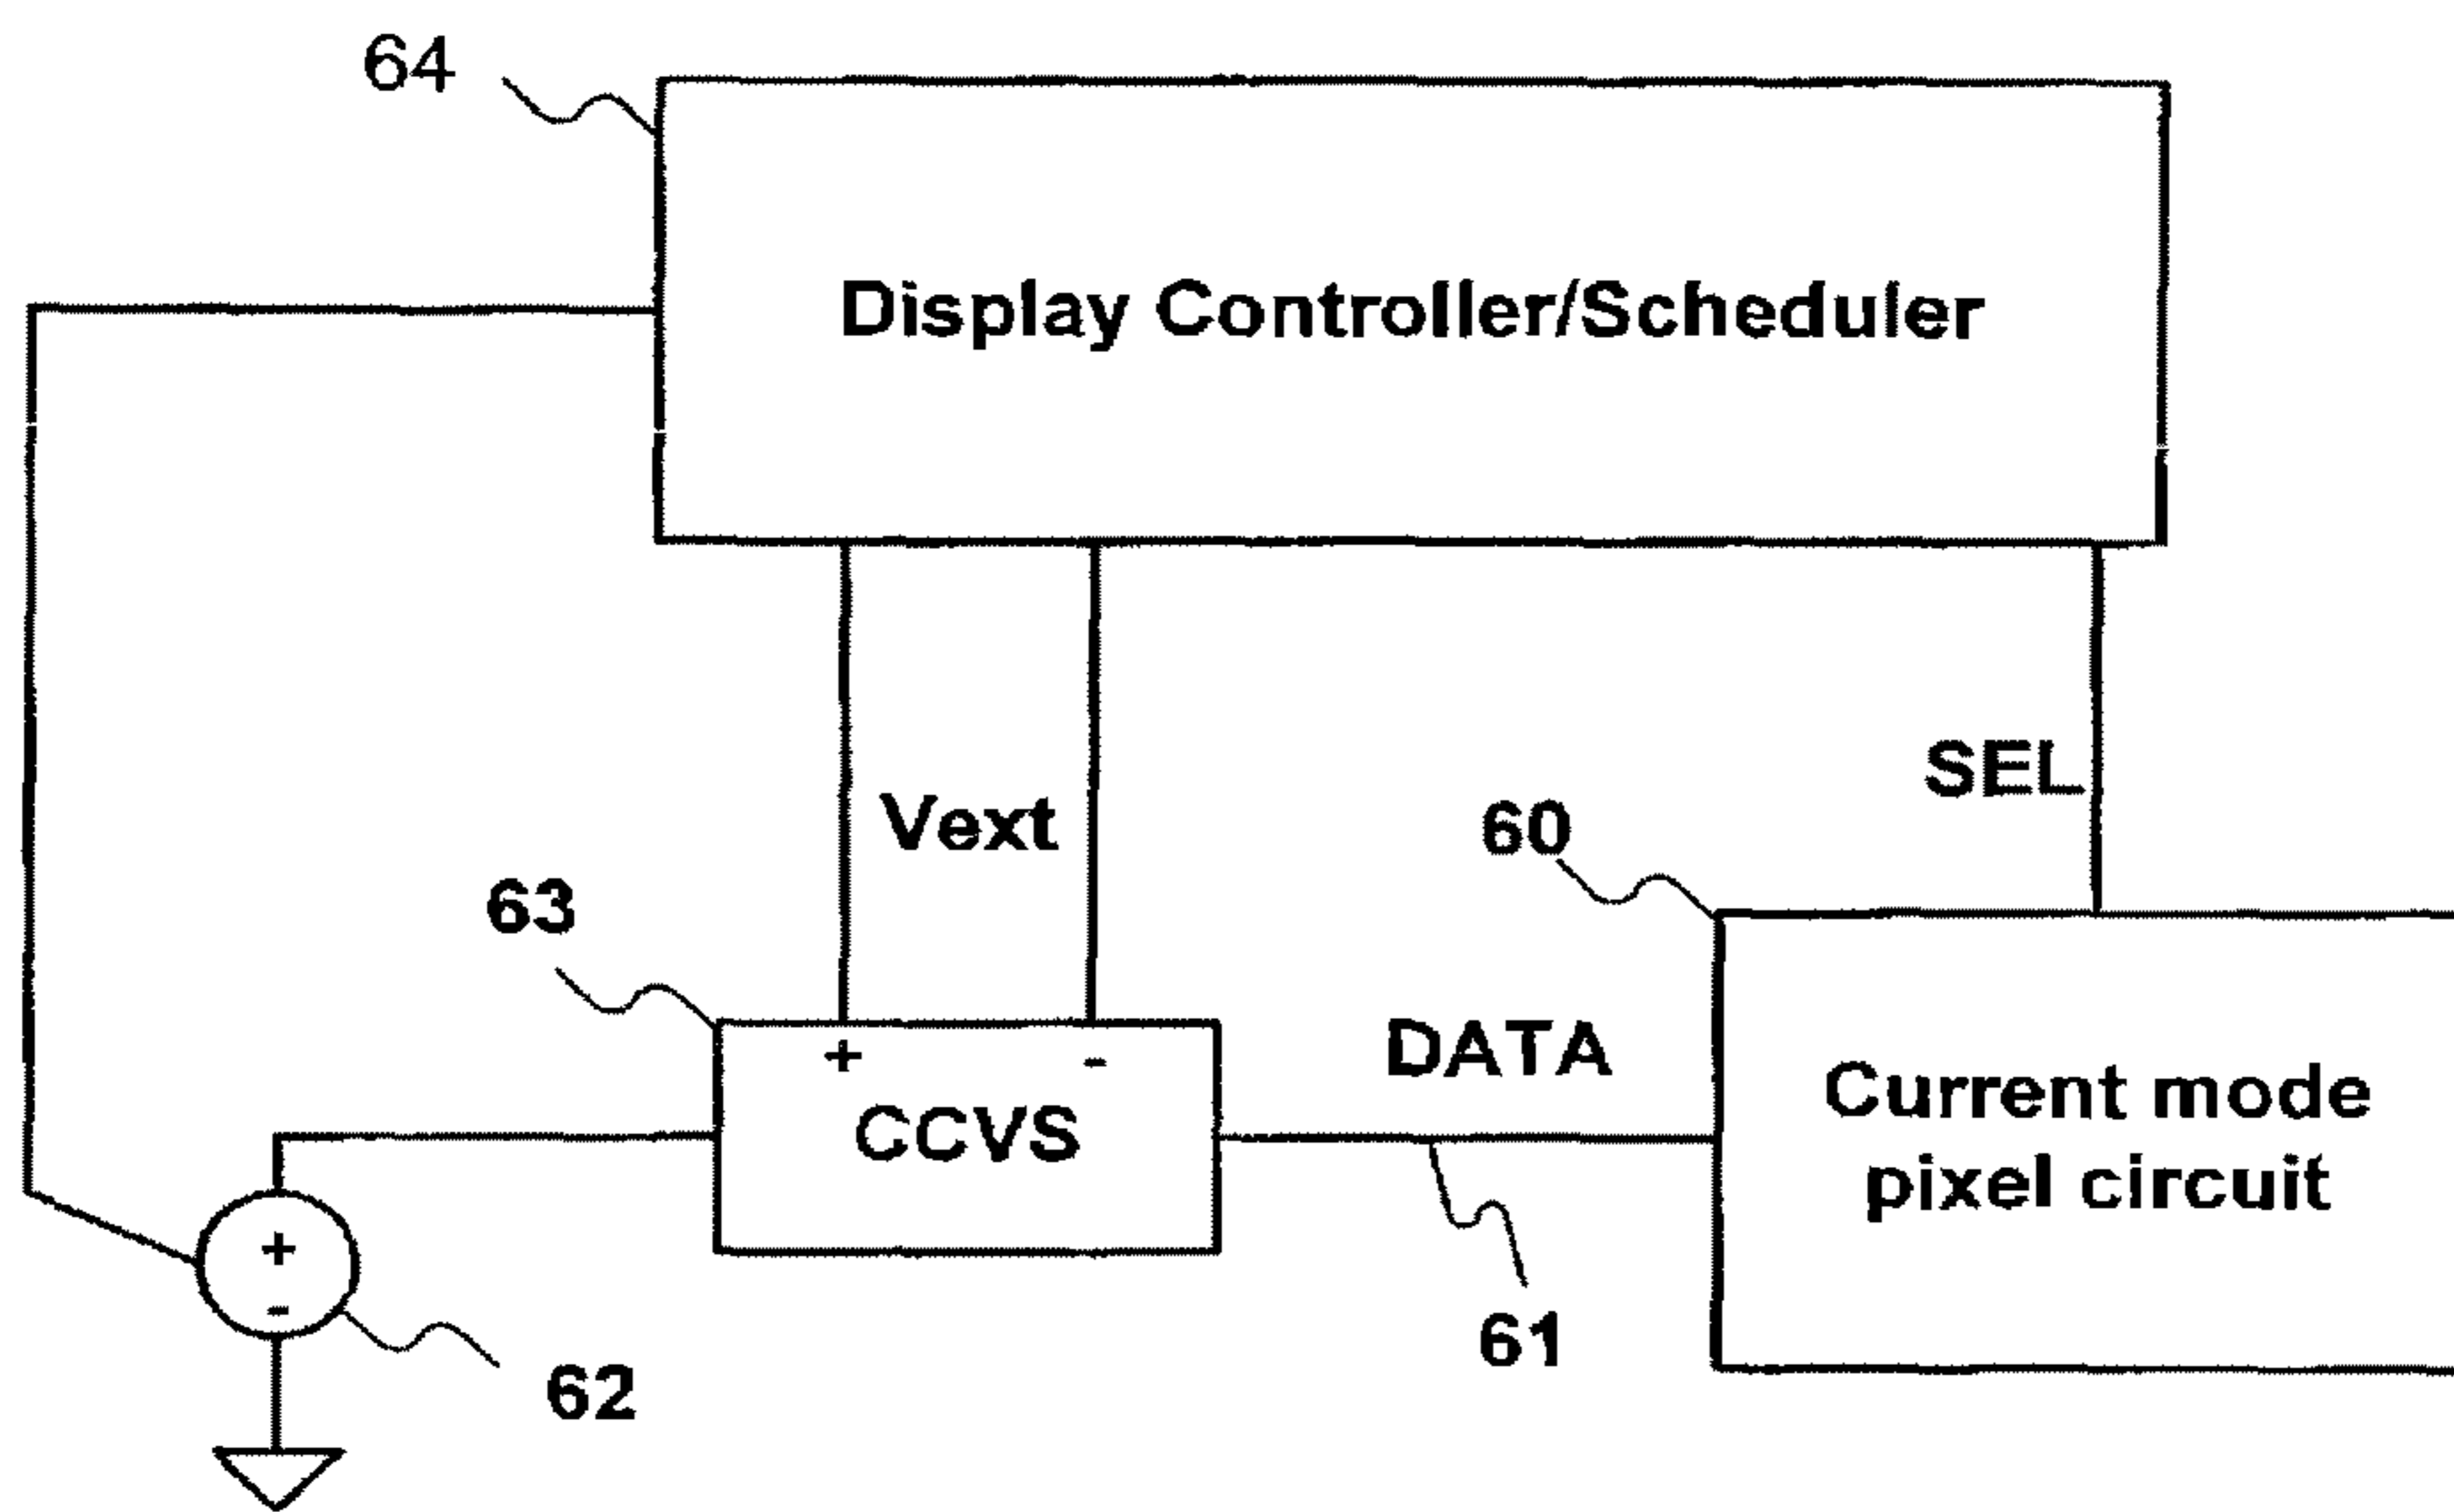 64
Display Controller/Scheduler
SEL
Vext
60
63
+ -
CCVS
DATA
Current mode
pixel circuit
+
-
61
62